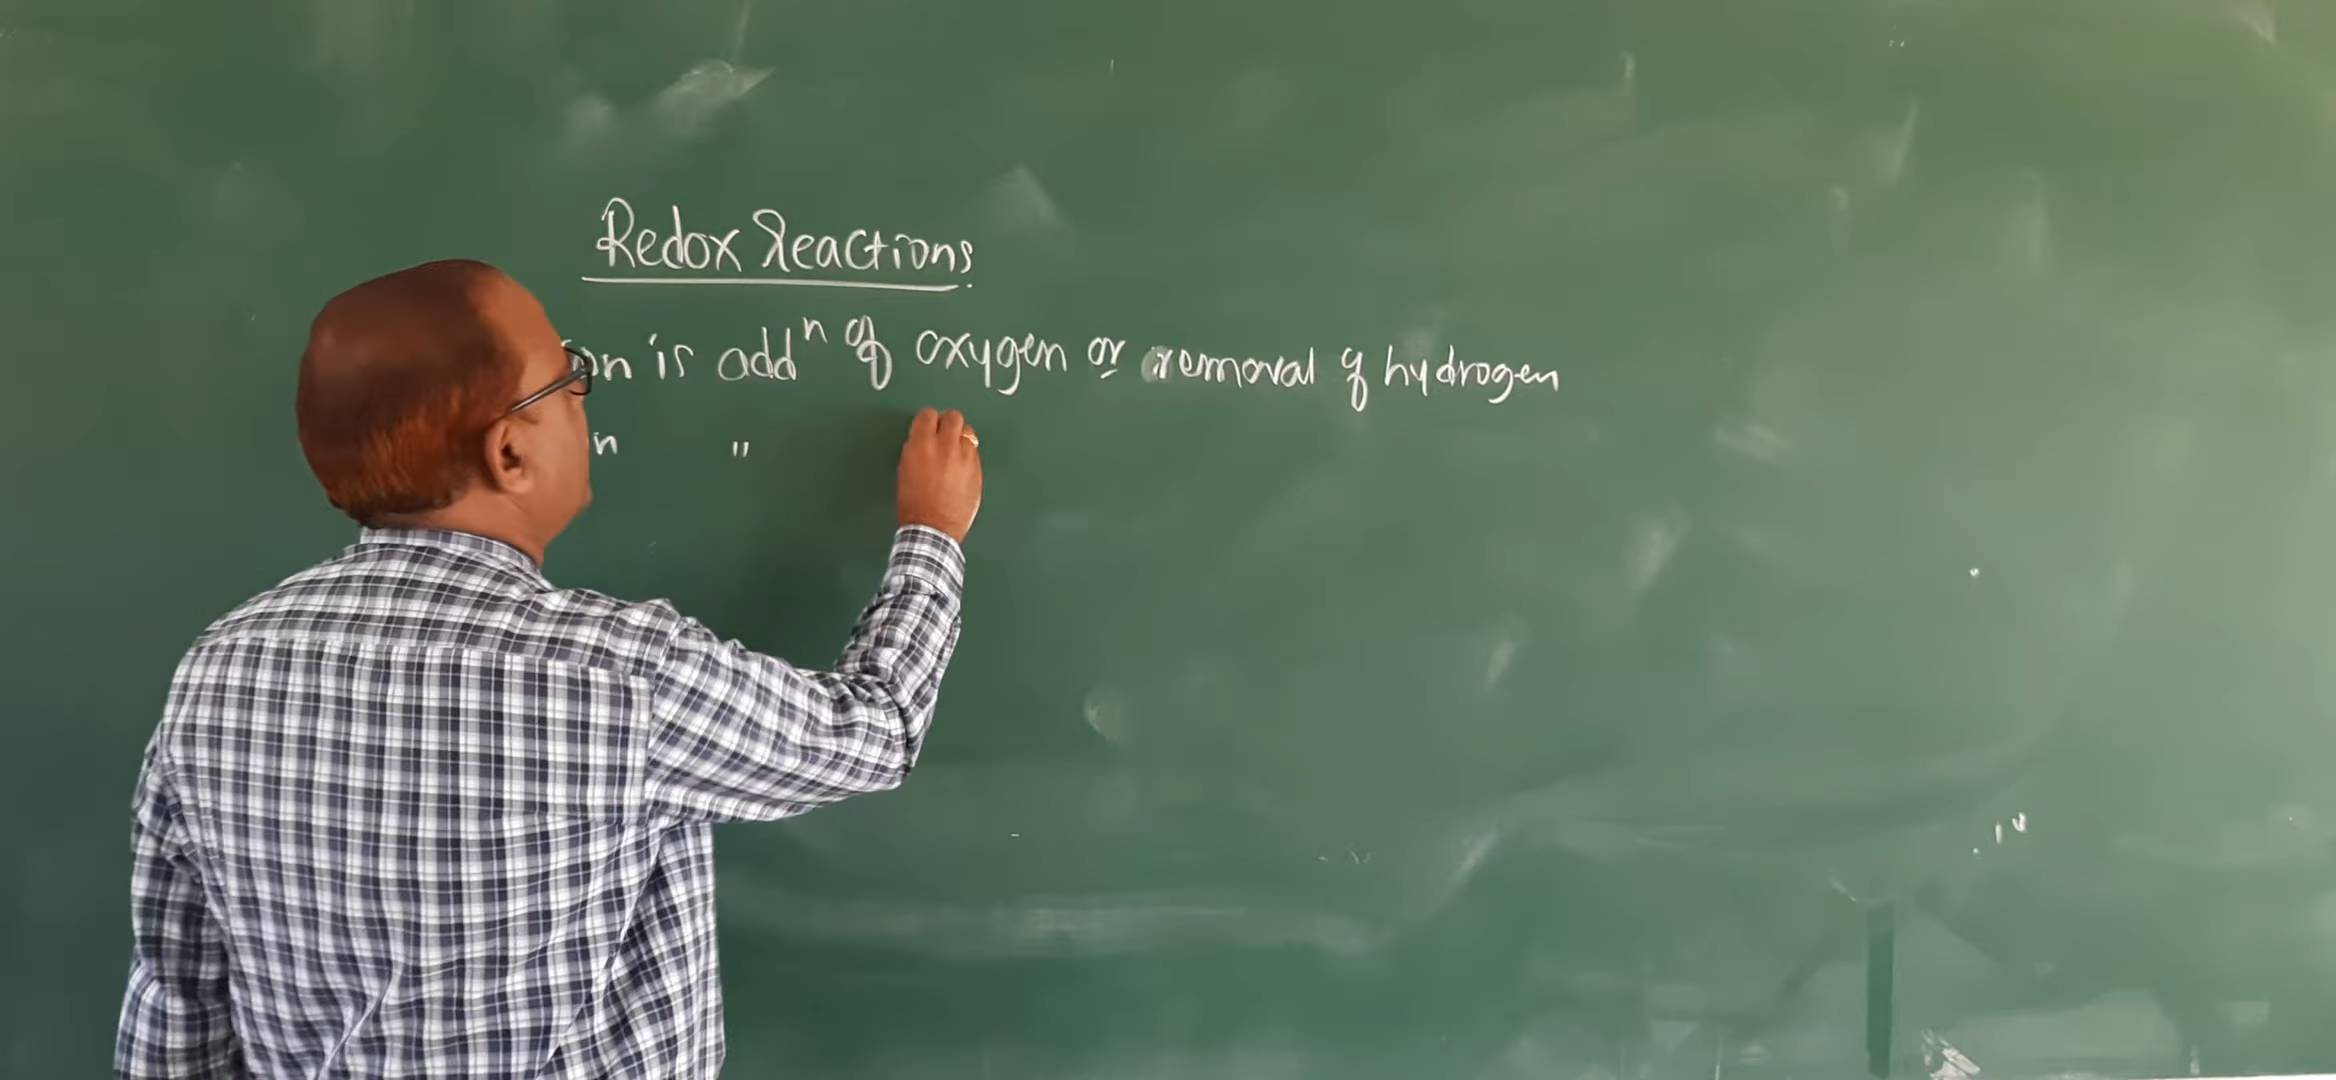 Redox Reactions
on is addⁿ of oxygen or removal of hydrogen
n "